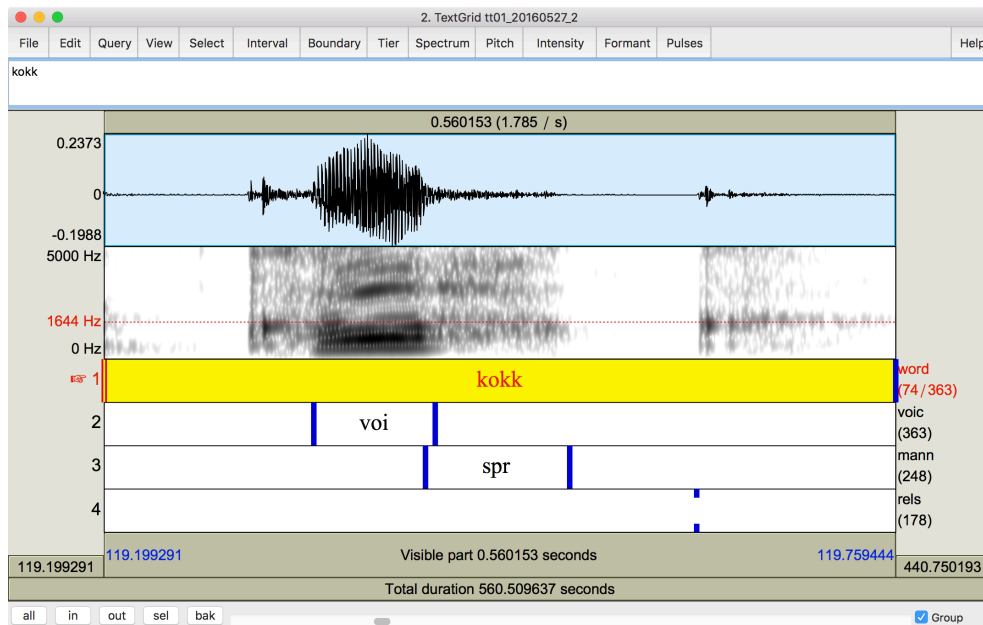 2. TextGrid tt01_20160527_2
File Edit Query View Select Interval Boundary Tier Spectrum Pitch Intensity Formant Pulses Help
kokk
0.560153 (1.785 / s)
0.2373
0
-0.1988
5000 Hz
1644 Hz
0 Hz
☞ 1 kokk word
(74/363)
2 voi voic
(363)
3 spr mann
(248)
4 rels
(178)
119.199291 Visible part 0.560153 seconds 119.759444
119.199291 440.750193
Total duration 560.509637 seconds
all in out sel bak Group